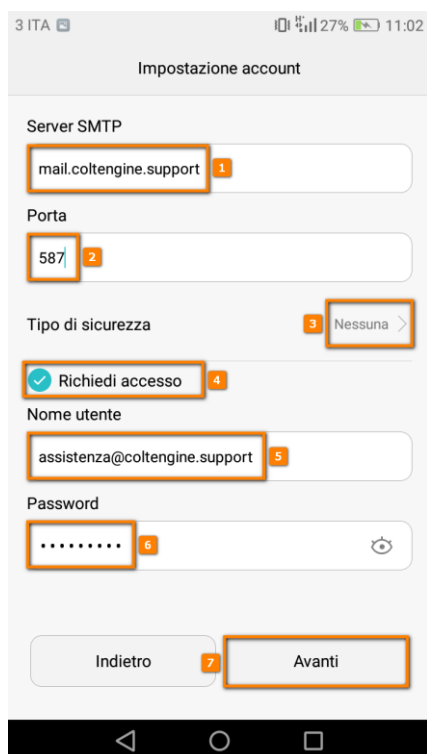 3 ITA 27% 11:02
Impostazione account
Server SMTP
mail.coltengine.support 1
Porta
587 2
Tipo di sicurezza 3 Nessuna
Richiedi accesso 4
Nome utente
assistenza@coltengine.support 5
Password
••••••••• 6
Indietro 7 Avanti